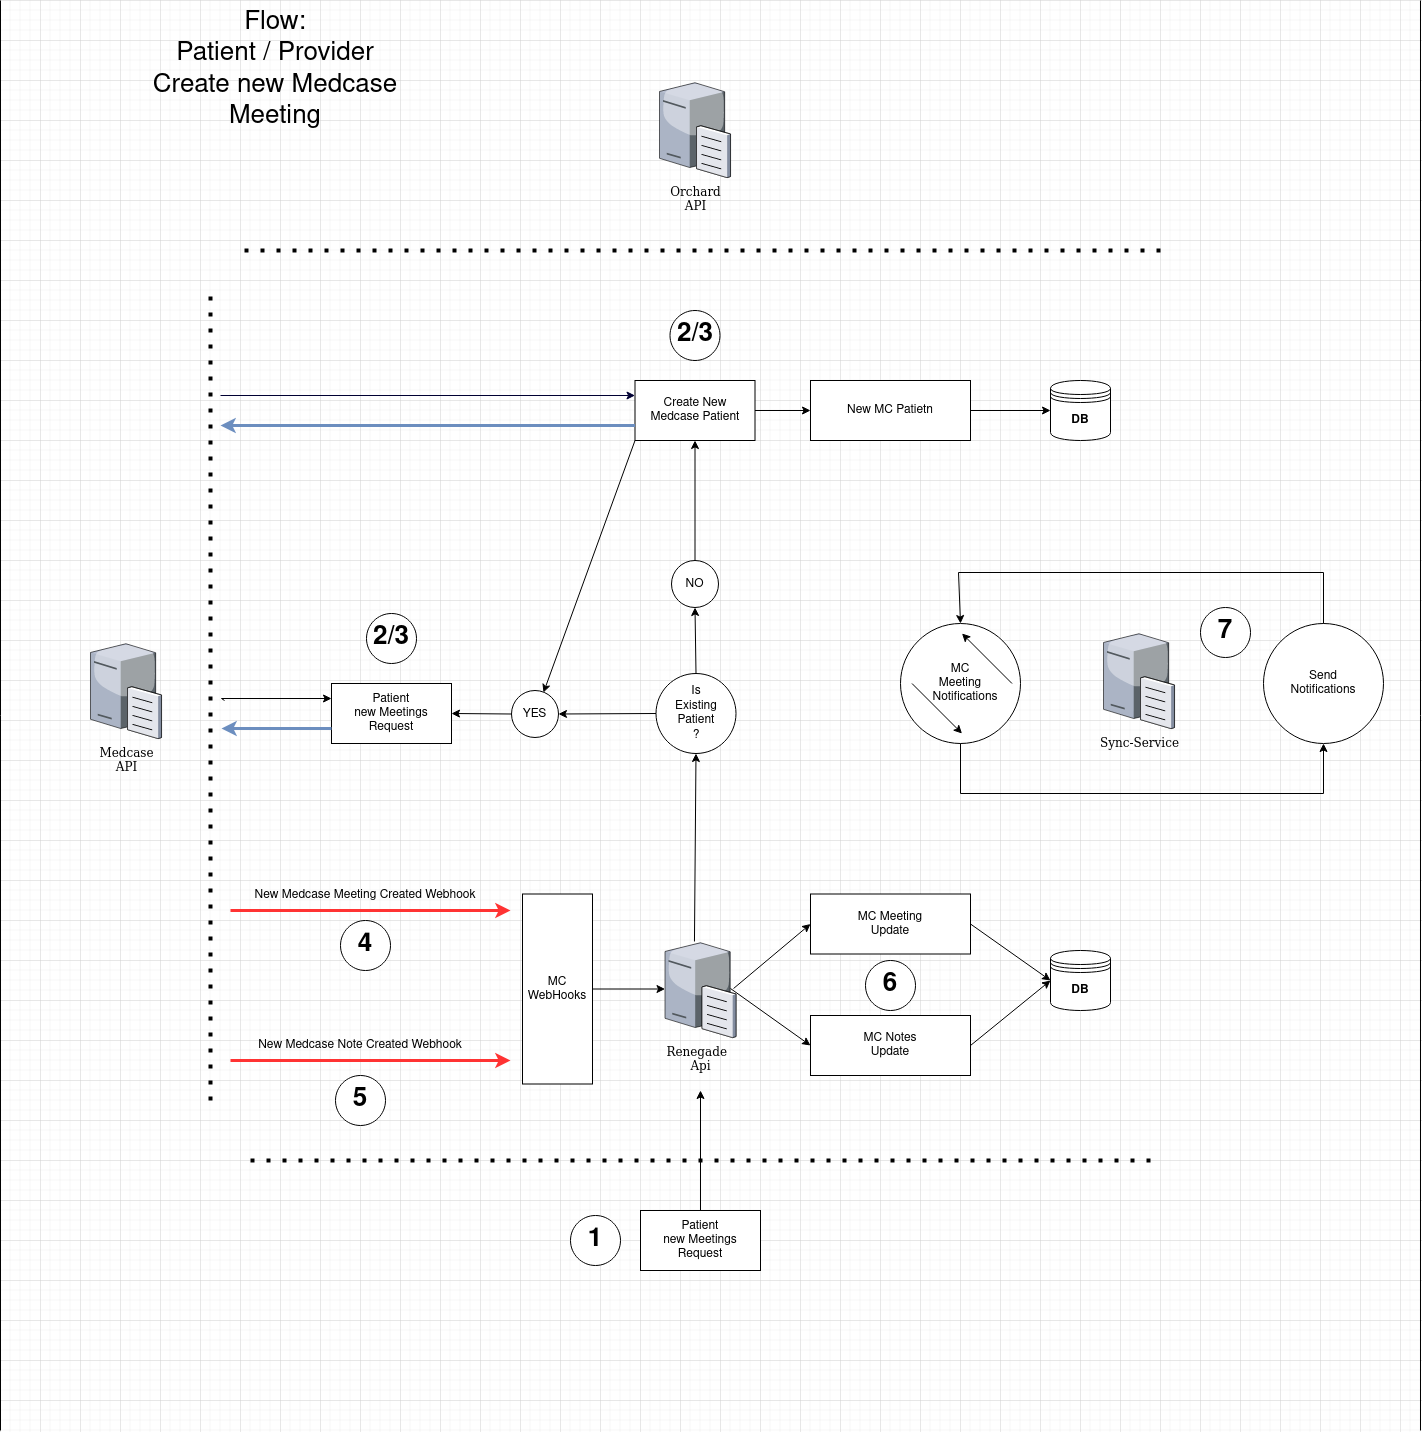 Flow:
Patient / Provider
Create new Medcase
Meeting
Orchard
API
2/3
Create New
Medcase Patient
New MC Patietn
DB
NO
2/3
Patient
new Meetings
Request
YES
Is
Existing
Patient
?
MC
Meeting
Notifications
7
Sync-Service
Send
Notifications
Medcase
API
New Medcase Meeting Created Webhook
4
MC
WebHooks
New Medcase Note Created Webhook
5
Renegade
Api
MC Meeting
Update
6
MC Notes
Update
DB
1
Patient
new Meetings
Request